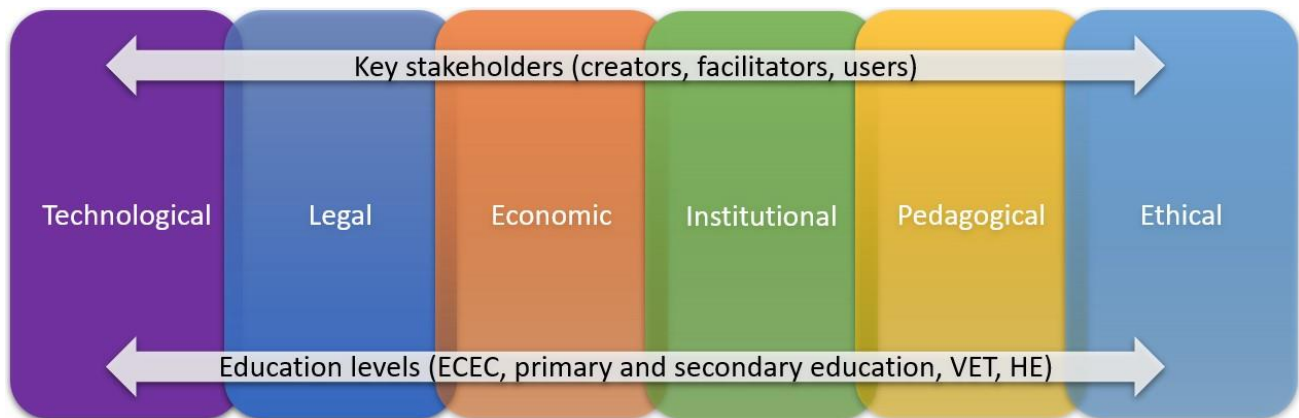 Key stakeholders (creators, facilitators, users)
Technological
Legal
Economic
Institutional
Pedagogical
Ethical
Education levels (ECEC, primary and secondary education, VET, HE)